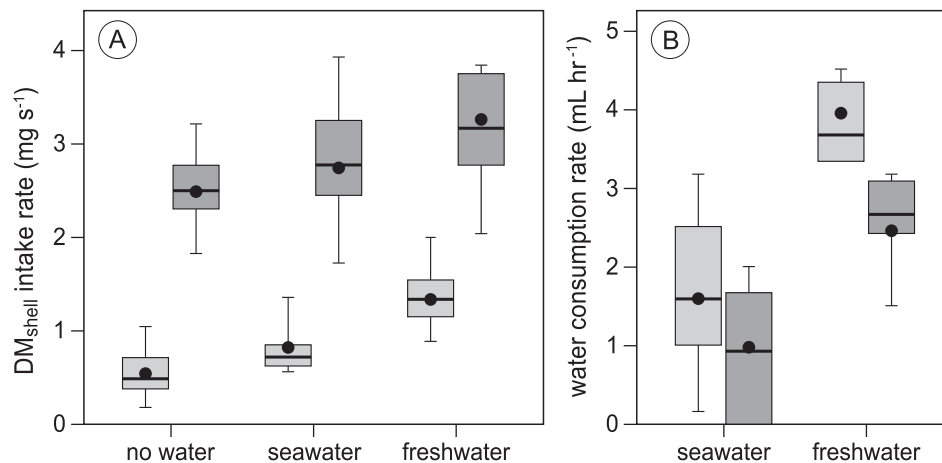 A
DM_shell intake rate (mg s⁻¹)
4
3
2
1
0
no water
seawater
freshwater
B
water consumption rate (mL hr⁻¹)
5
4
3
2
1
0
seawater
freshwater